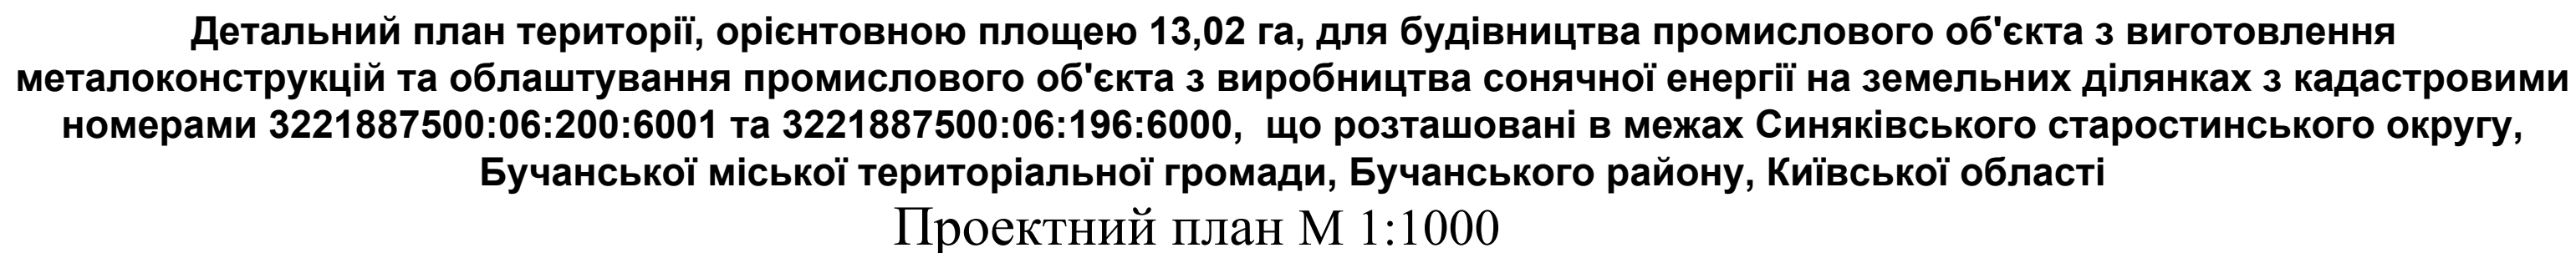 Детальний план території, орієнтовною площею 13,02 га, для будівництва промислового об'єкта з виготовлення
металоконструкцій та облаштування промислового об'єкта з виробництва сонячної енергії на земельних ділянках з кадастровими
номерами 3221887500:06:200:6001 та 3221887500:06:196:6000, що розташовані в межах Синяківського старостинського округу,
Бучанської міської територіальної громади, Бучанського району, Київської області
Проектний план М 1:1000